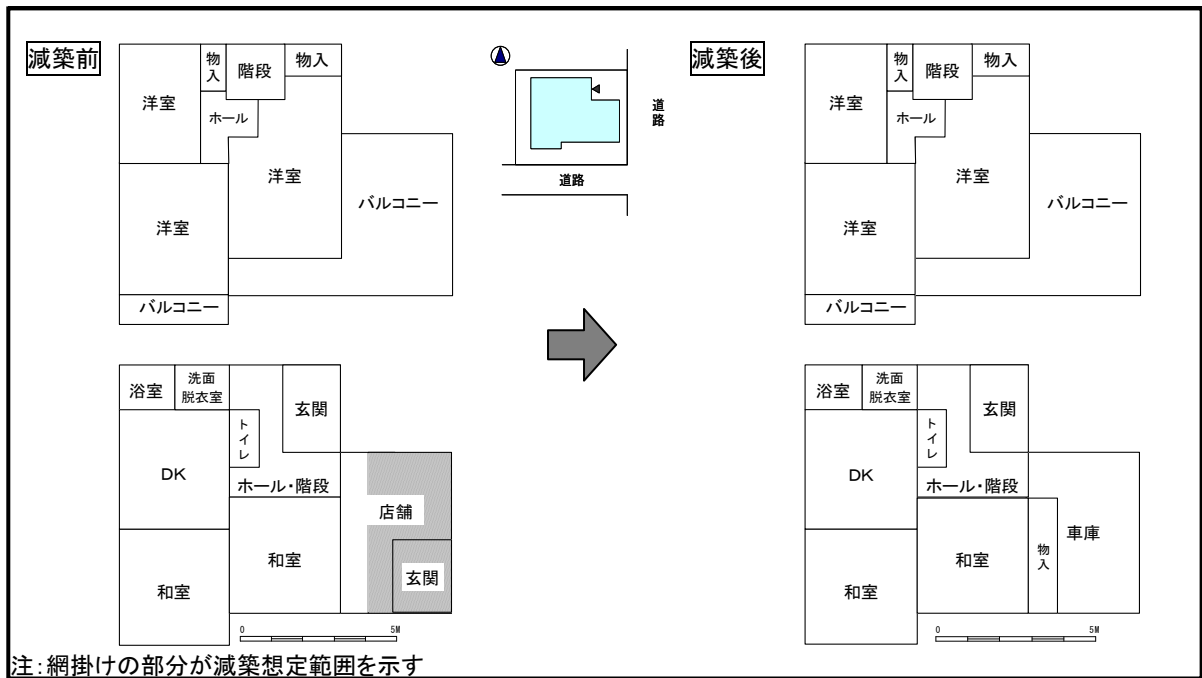 減築前
物入
階段
物入
洋室
ホール
洋室
バルコニー
洋室
バルコニー
道路
道路
減築後
物入
階段
物入
洋室
ホール
洋室
バルコニー
洋室
バルコニー
浴室
洗面
脱衣室
玄関
トイレ
DK
ホール・階段
店舗
和室
玄関
和室
0 5M
浴室
洗面
脱衣室
玄関
トイレ
DK
ホール・階段
車庫
和室
物入
和室
0 5M
注:網掛けの部分が減築想定範囲を示す